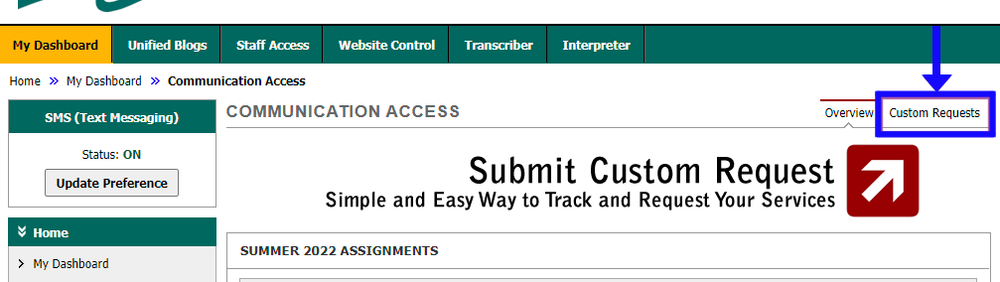 My Dashboard Unified Blogs Staff Access Website Control Transcriber Interpreter
Home » My Dashboard » Communication Access
SMS (Text Messaging)
Status: ON
Update Preference
Home
My Dashboard
COMMUNICATION ACCESS
Overview Custom Requests
Submit Custom Request
Simple and Easy Way to Track and Request Your Services
SUMMER 2022 ASSIGNMENTS